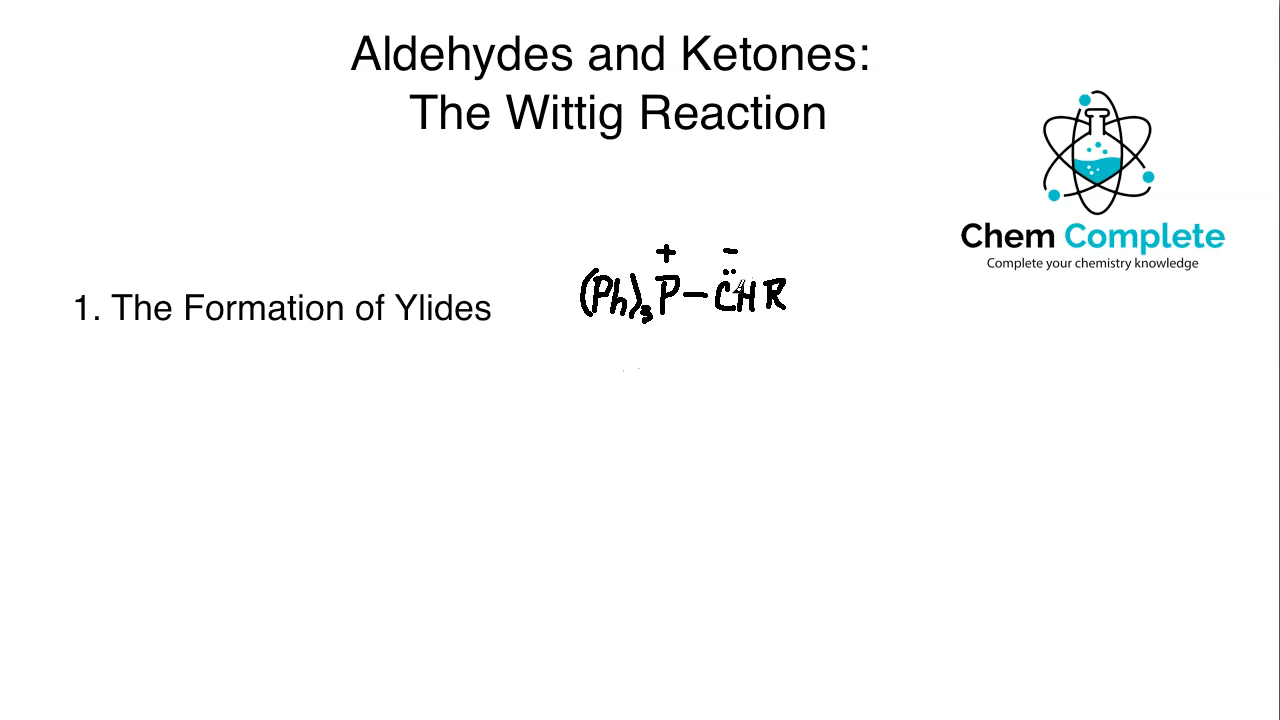 Aldehydes and Ketones:
The Wittig Reaction
Chem Complete
Complete your chemistry knowledge
1. The Formation of Ylides
+ -
(Ph)₃P–C̈HR